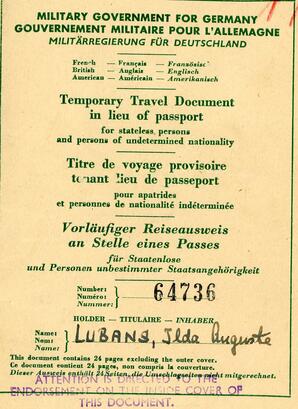 MILITARY GOVERNMENT FOR GERMANY
GOUVERNEMENT MILITAIRE POUR L'ALLEMAGNE
MILITÄRREGIERUNG FÜR DEUTSCHLAND
French — Français — Französisch
British — Anglais — Englisch
American — Américain — Amerikanisch
Temporary Travel Document
in lieu of passport
for stateless persons
and persons of undetermined nationality
Titre de voyage provisoire
tenant lieu de passeport
pour apatrides
et personnes de nationalité indéterminée
Vorläufiger Reiseausweis
an Stelle eines Passes
für Staatenlose
und Personen unbestimmter Staatsangehörigkeit
Number:
Numéro:
Nummer:
64736
HOLDER — TITULAIRE — INHABER
Name:
Nom:
Name:
LUBANS, Ilda Auguste
This document contains 24 pages excluding the outer cover.
Ce document contient 24 pages, non compris la couverture.
Dieser Ausweis enthält 24 Seiten, die Umschlagseiten nicht mitgerechnet.
ATTENTION IS DIRECTED TO THE
ENDORSEMENT ON THE INSIDE COVER OF
THIS DOCUMENT.